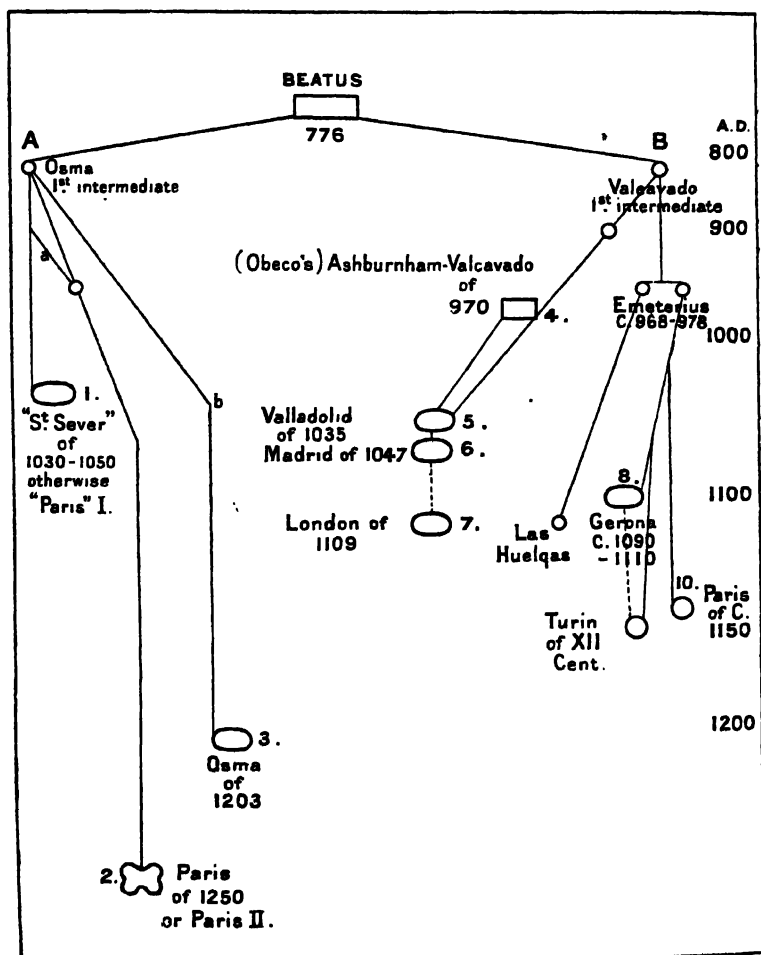 BEATUS
776
A.D.
800
900
1000
1100
1200
A
Osma
1st intermediate
a
b
B
Valcavado
1st intermediate
(Obeco's) Ashburnham-Valcavado
of
970
4.
Emeterius
C. 968-978
1.
"St Sever"
of
1030-1050
otherwise
"Paris" I.
Valladolid
of 1035
5.
Madrid of 1047
6.
London of
1109
7.
Las
Huelqas
8.
Gerona
C. 1090
-1110
10.
Paris
of C.
1150
Turin
of XII
Cent.
3.
Osma
of
1203
2.
Paris
of 1250
or Paris II.